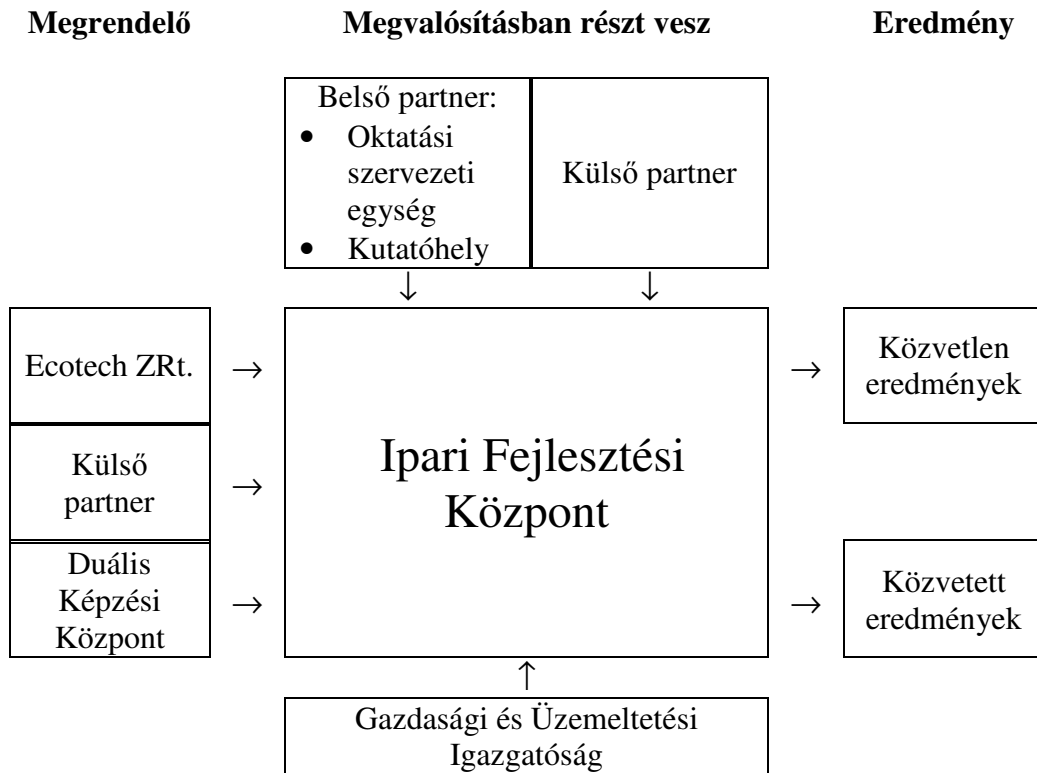 Megrendelő
Megvalósításban részt vesz
Eredmény
Belső partner:
• Oktatási
szervezeti
egység
• Kutatóhely
Külső partner
↓ ↓
Ecotech ZRt. →
Külső
partner →
Duális
Képzési
Központ →
Ipari Fejlesztési
Központ
→ Közvetlen
eredmények
→ Közvetett
eredmények
↑
Gazdasági és Üzemeltetési
Igazgatóság